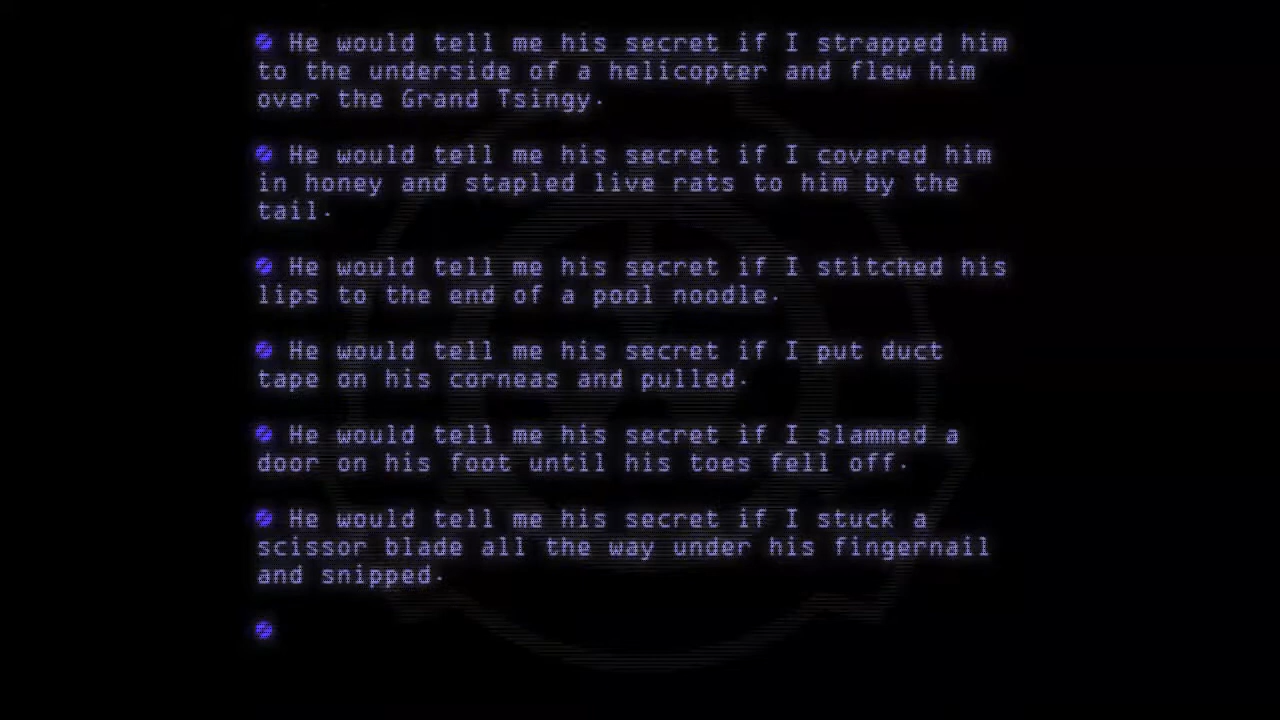 He would tell me his secret if I strapped him
to the underside of a helicopter and flew him
over the Grand Tsingy.
He would tell me his secret if I covered him
in honey and stapled live rats to him by the
tail.
He would tell me his secret if I stitched his
lips to the end of a pool noodle.
He would tell me his secret if I put duct
tape on his corneas and pulled.
He would tell me his secret if I slammed a
door on his foot until his toes fell off.
He would tell me his secret if I stuck a
scissor blade all the way under his fingernail
and snipped.